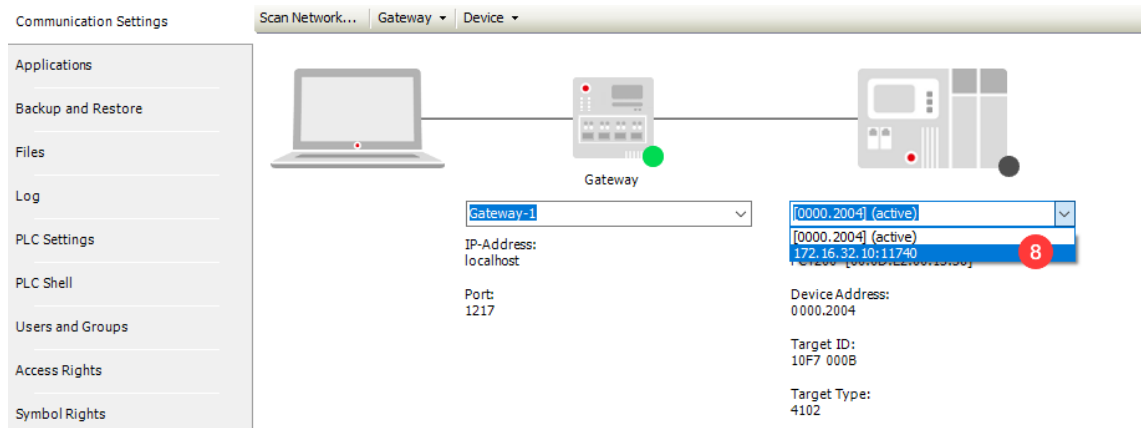 Communication Settings
Scan Network... Gateway Device
Applications
Backup and Restore
Files
Log
PLC Settings
PLC Shell
Users and Groups
Access Rights
Symbol Rights
Gateway
Gateway-1
IP-Address:
localhost
Port:
1217
[0000.2004] (active)
[0000.2004] (active)
172.16.32.10:11740
8
Device Address:
0000.2004
Target ID:
10F7 000B
Target Type:
4102